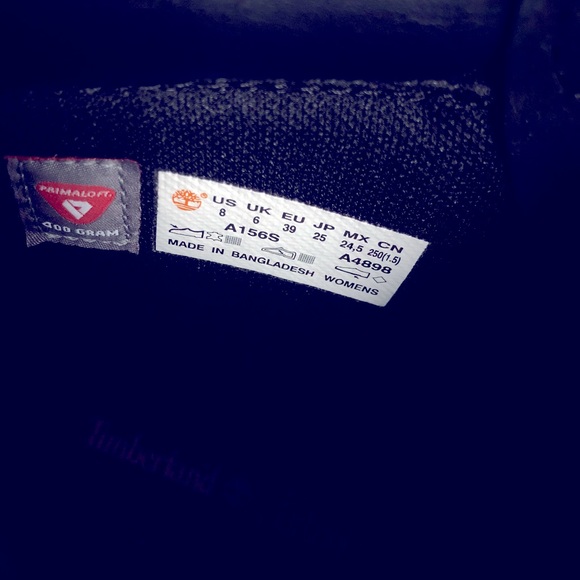 PRIMALOFT®
400 GRAM
US UK EU JP MX CN
8 6 39 25 24,5 250(1.5)
A156S A4898
MADE IN BANGLADESH WOMENS
Timberland